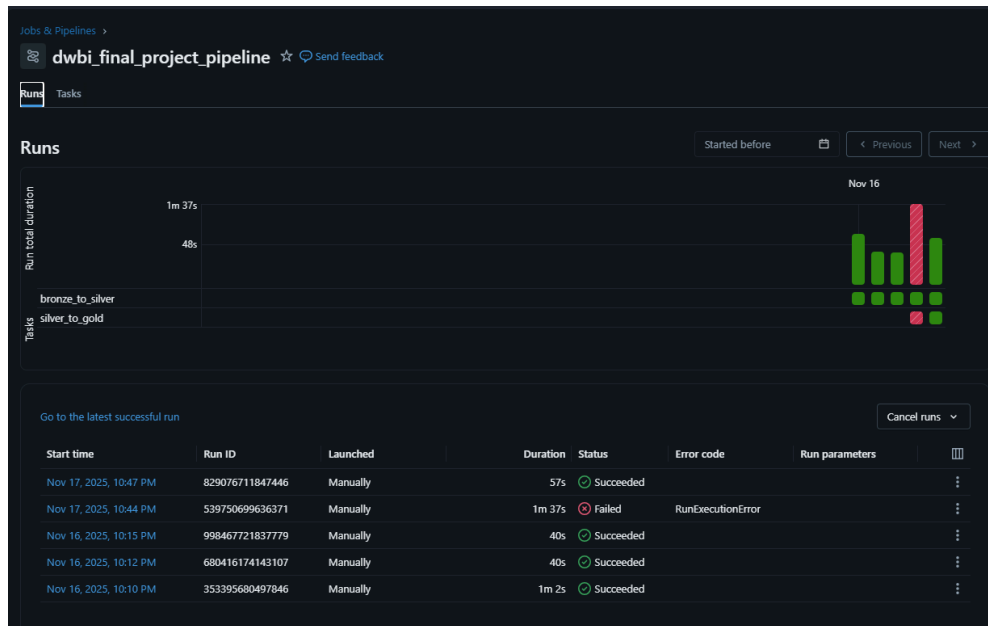 Jobs & Pipelines >
dwbi_final_project_pipeline Send feedback
Runs Tasks
Runs
Started before < Previous Next >
Nov 16
Run total duration
1m 37s
48s
Tasks
bronze_to_silver
silver_to_gold
Go to the latest successful run
Cancel runs
Start time Run ID Launched Duration Status Error code Run parameters
Nov 17, 2025, 10:47 PM 829076711847446 Manually 57s Succeeded
Nov 17, 2025, 10:44 PM 539750699636371 Manually 1m 37s Failed RunExecutionError
Nov 16, 2025, 10:15 PM 998467721837779 Manually 40s Succeeded
Nov 16, 2025, 10:12 PM 680416174143107 Manually 40s Succeeded
Nov 16, 2025, 10:10 PM 353395680497846 Manually 1m 2s Succeeded